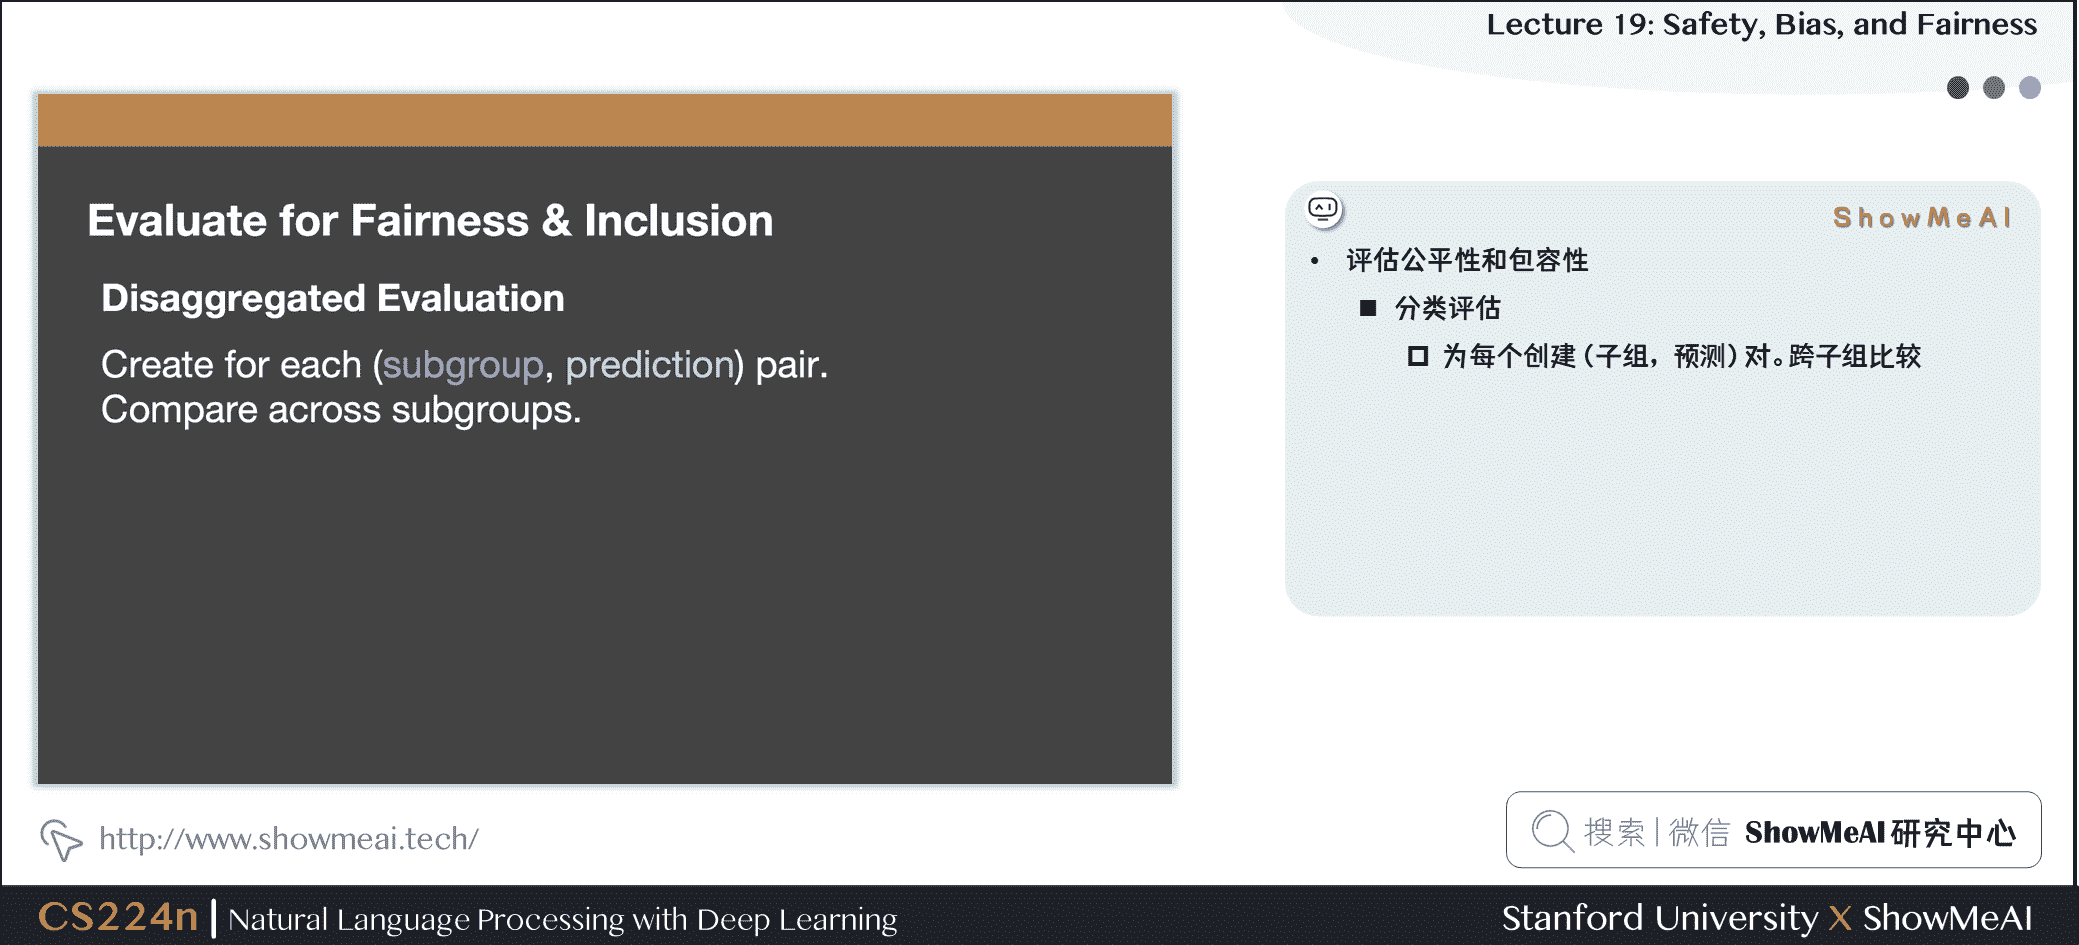 Lecture 19: Safety, Bias, and Fairness
Evaluate for Fairness & Inclusion
Disaggregated Evaluation
Create for each (subgroup, prediction) pair.
Compare across subgroups.
ShowMeAI
• 评估公平性和包容性
■ 分类评估
□ 为每个创建(子组，预测)对。跨子组比较
http://www.showmeai.tech/
搜索|微信 ShowMeAI研究中心
CS224n | Natural Language Processing with Deep Learning
Stanford University X ShowMeAI